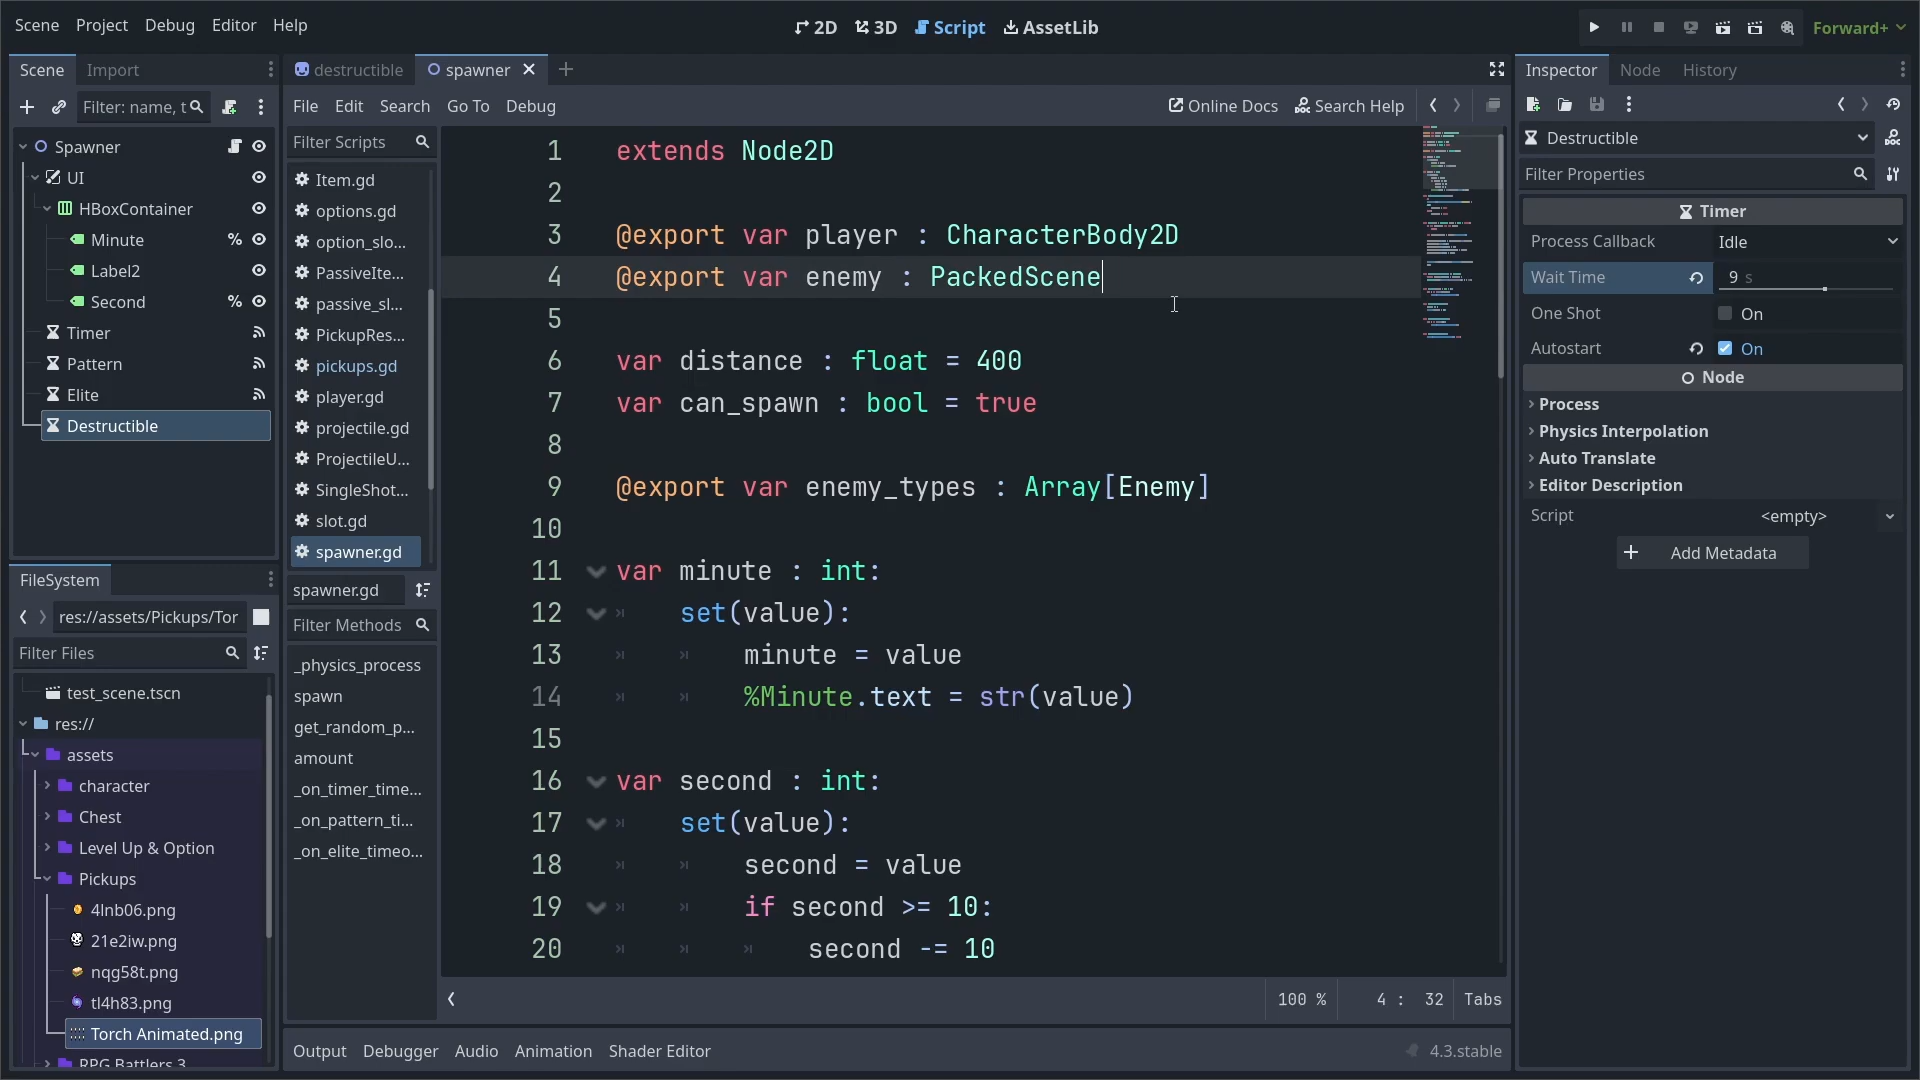 Scene Project Debug Editor Help
2D 3D Script AssetLib
Forward+
Scene Import
Filter: name, t
Spawner
UI
HBoxContainer
Minute %
Label2
Second %
Timer
Pattern
Elite
Destructible
FileSystem
res://assets/Pickups/Tor
Filter Files
test_scene.tscn
res://
assets
character
Chest
Level Up & Option
Pickups
4lnb06.png
21e2iw.png
nqg58t.png
tl4h83.png
Torch Animated.png
RPG Battlers 3
destructible spawner
File Edit Search Go To Debug
Online Docs Search Help
Filter Scripts
Item.gd
options.gd
option_slo...
PassiveIte...
passive_sl...
PickupRes...
pickups.gd
player.gd
projectile.gd
ProjectileU...
SingleShot...
slot.gd
spawner.gd
spawner.gd
Filter Methods
_physics_process
spawn
get_random_p...
amount
_on_timer_time...
_on_pattern_ti...
_on_elite_timeo...
1 extends Node2D
2
3 @export var player : CharacterBody2D
4 @export var enemy : PackedScene
5
6 var distance : float = 400
7 var can_spawn : bool = true
8
9 @export var enemy_types : Array[Enemy]
10
11 var minute : int:
12 set(value):
13 minute = value
14 %Minute.text = str(value)
15
16 var second : int:
17 set(value):
18 second = value
19 if second >= 10:
20 second -= 10
100 % 4 : 32 Tabs
Output Debugger Audio Animation Shader Editor
4.3.stable
Inspector Node History
Destructible
Filter Properties
Timer
Process Callback Idle
Wait Time 9 s
One Shot On
Autostart On
Node
Process
Physics Interpolation
Auto Translate
Editor Description
Script <empty>
Add Metadata